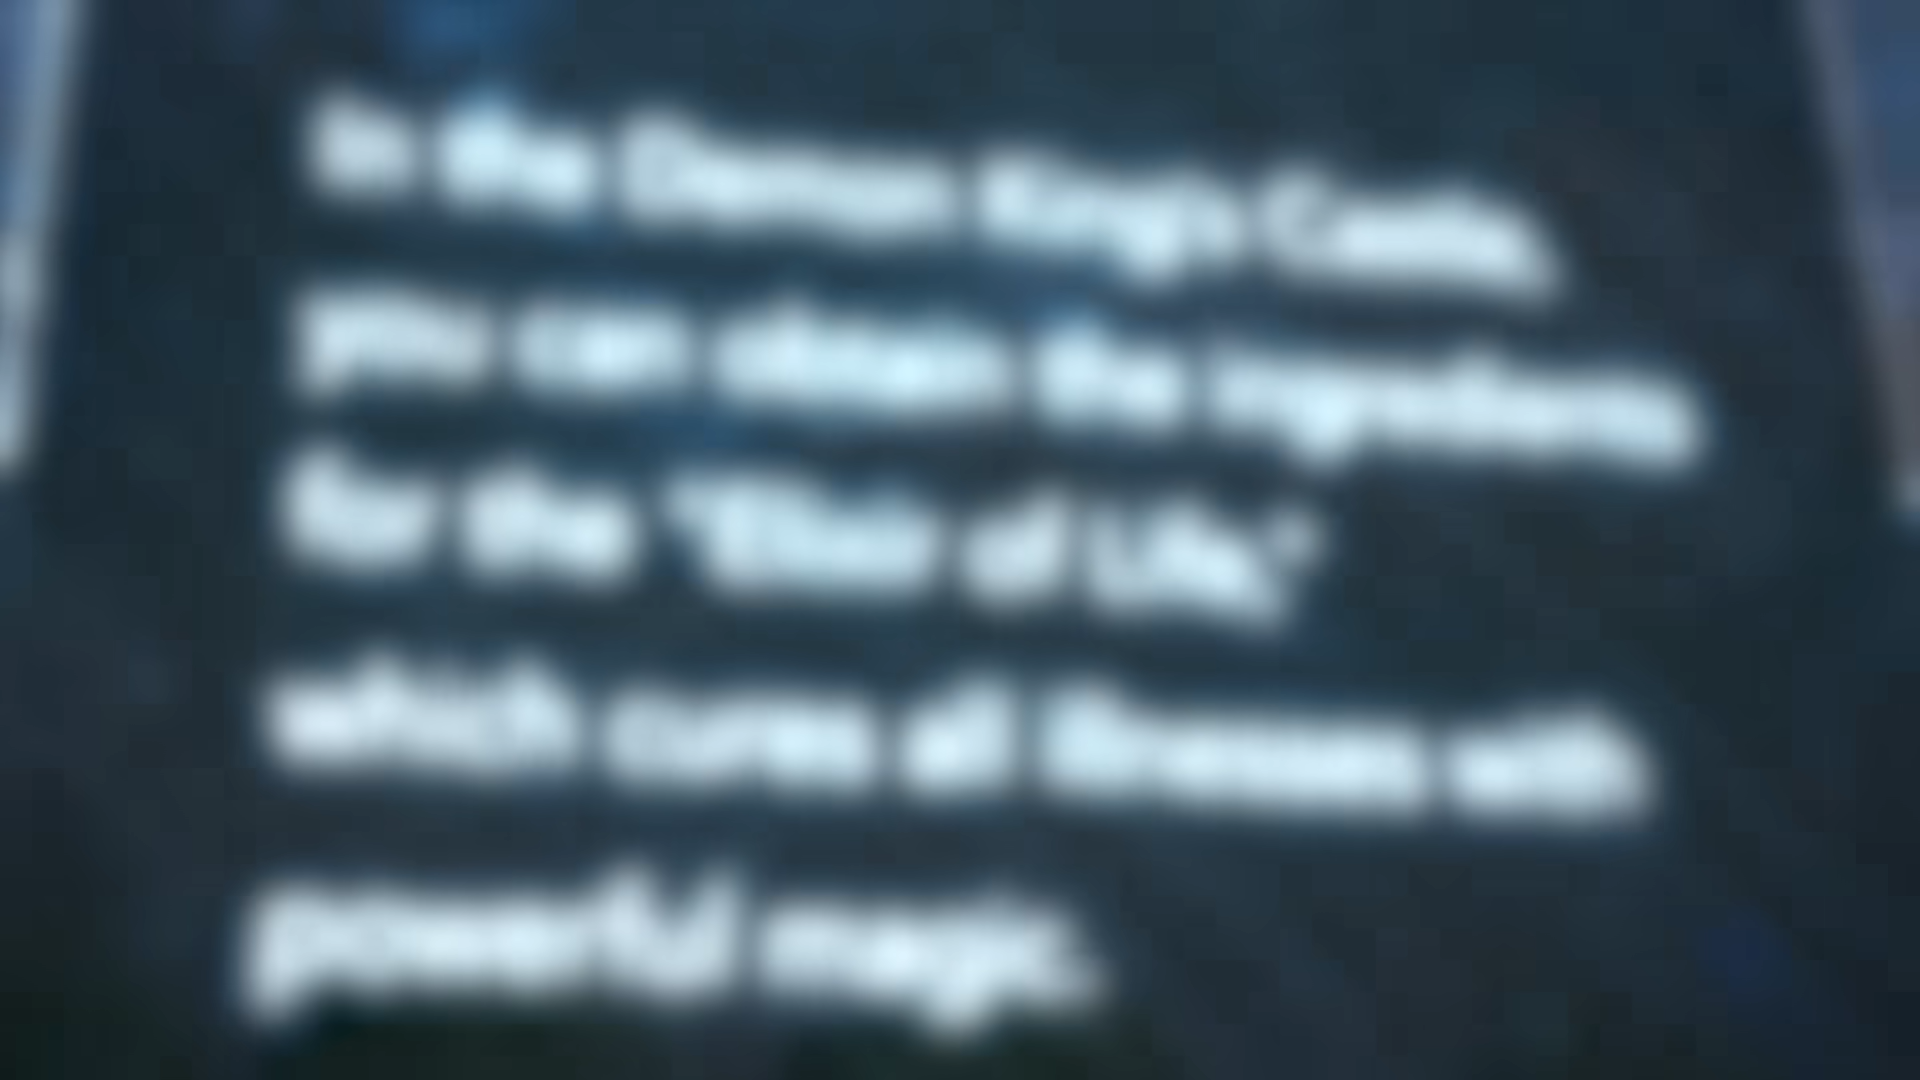 In the Demon King's Castle,
you can obtain the ingredients
for the "Elixir of Life,"
which cures all illnesses with
powerful magic.